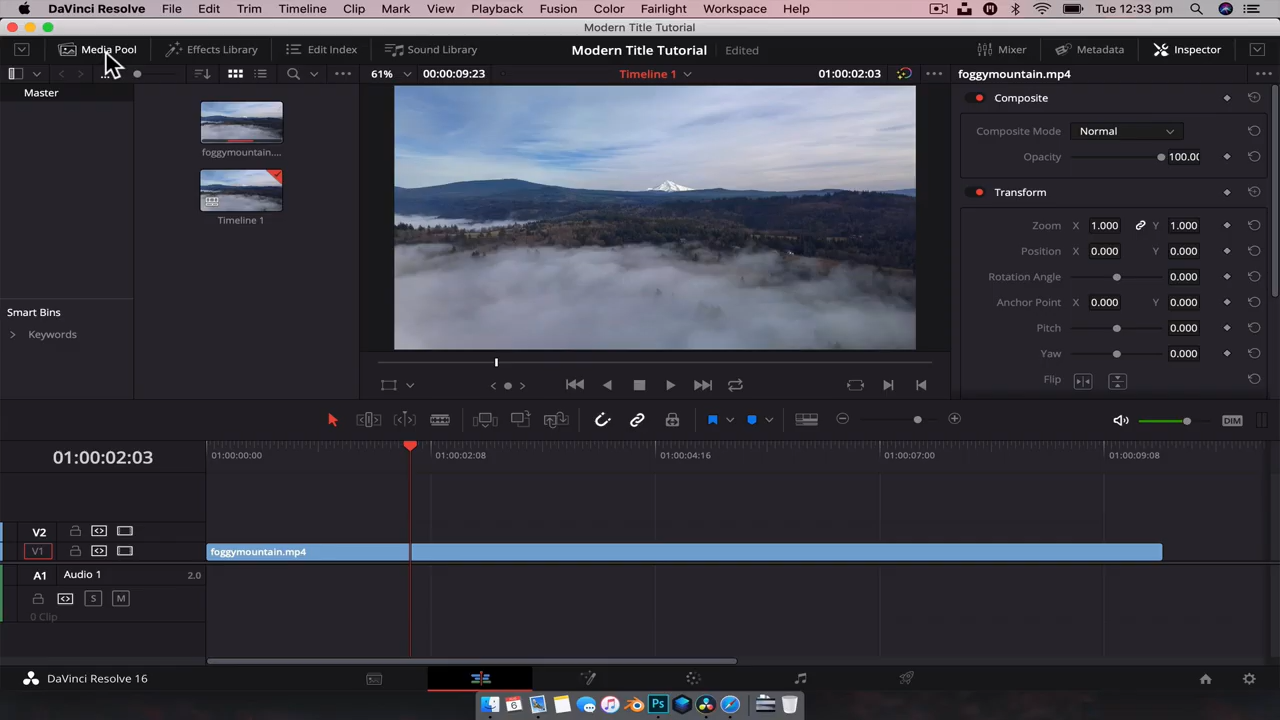 DaVinci Resolve File Edit Trim Timeline Clip Mark View Playback Fusion Color Fairlight Workspace Help Tue 12:33 pm
Modern Title Tutorial
Media Pool Effects Library Edit Index Sound Library Modern Title Tutorial Edited Mixer Metadata Inspector
61% 00:00:09:23 Timeline 1 01:00:02:03 foggymountain.mp4
Master
Composite
Composite Mode Normal
foggymountain....
Opacity 100.00
Transform
Timeline 1
Zoom X 1.000 Y 1.000
Position X 0.000 Y 0.000
Rotation Angle 0.000
Anchor Point X 0.000 Y 0.000
Smart Bins
Pitch 0.000
Keywords
Yaw 0.000
Flip
DIM
01:00:02:03 01:00:00:00 01:00:02:08 01:00:04:16 01:00:07:00 01:00:09:08
V2
V1 foggymountain.mp4
A1 Audio 1 2.0
S M
0 Clip
DaVinci Resolve 16
6 Ps